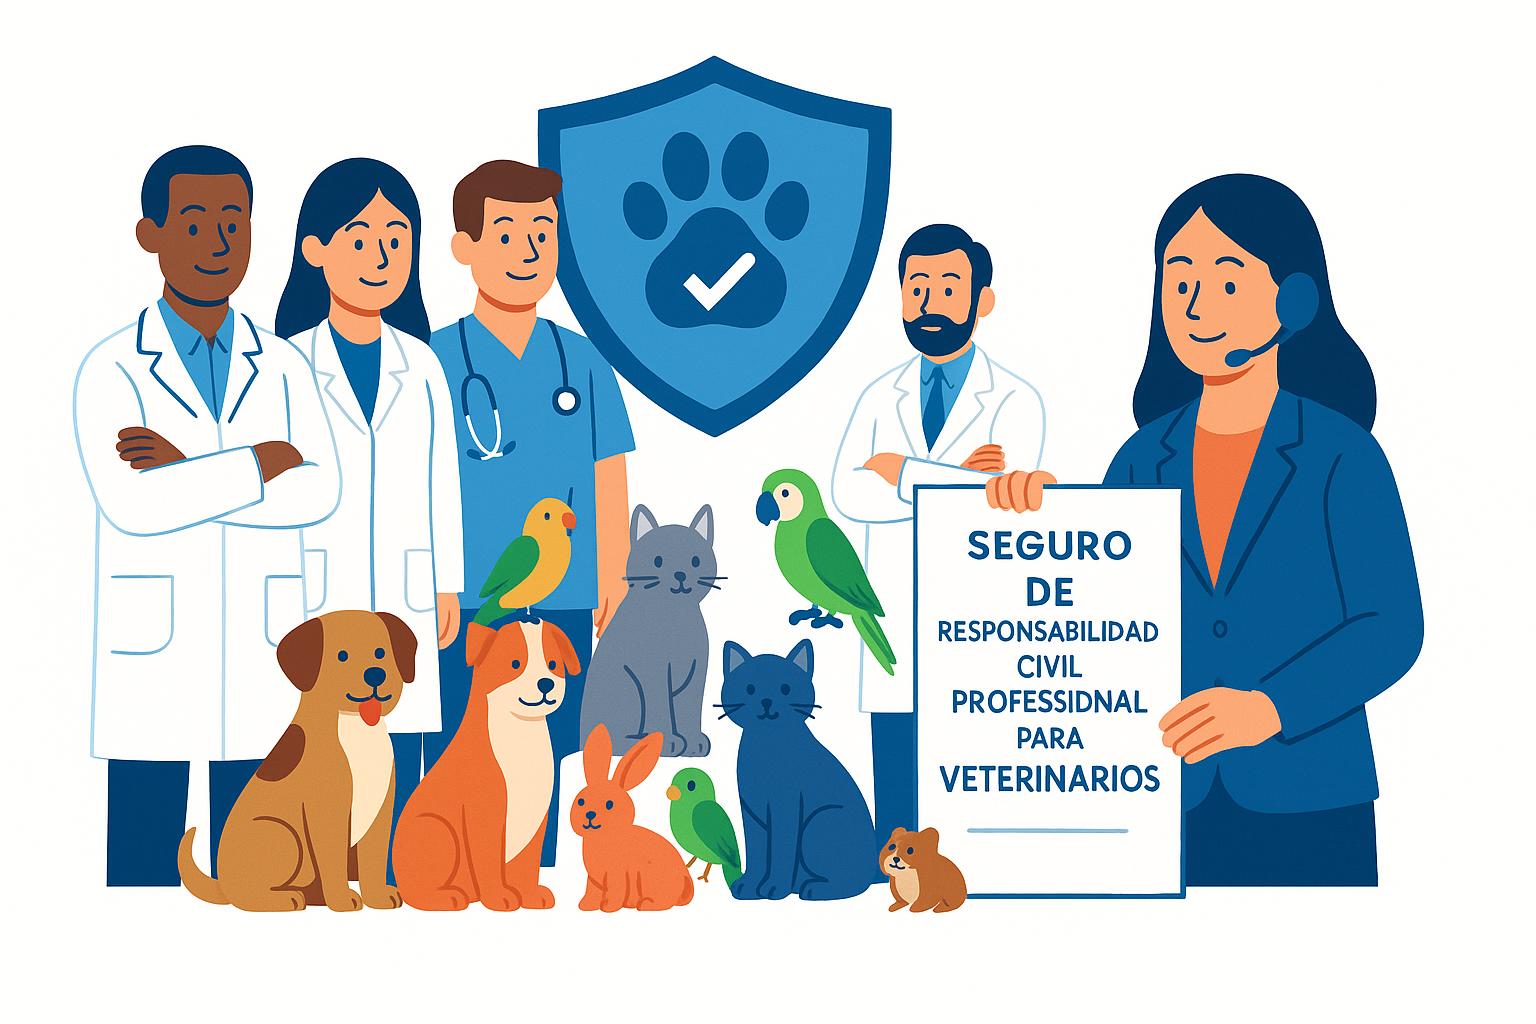 SEGURO
DE
RESPONSABILIDAD
CIVIL
PROFESSIDNAL
PARA
VETERINARIOS